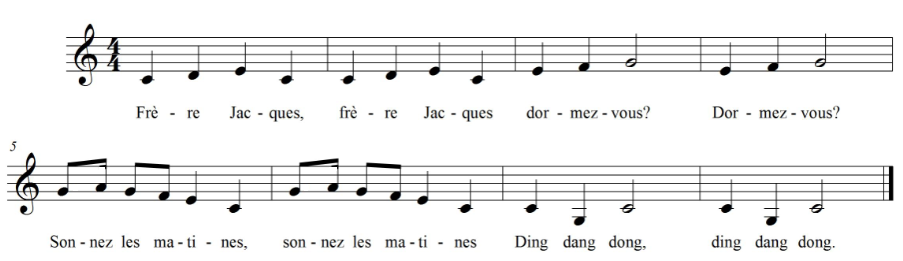 4
4
Frè - re Jac - ques, frè - re Jac - ques dor - mez - vous? Dor - mez - vous?
5
Son - nez les ma - ti - nes, son - nez les ma - ti - nes Ding dang dong, ding dang dong.